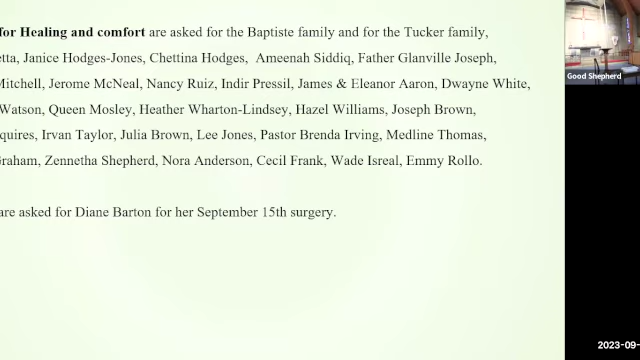 for Healing and comfort are asked for the Baptiste family and for the Tucker family,
etta, Janice Hodges-Jones, Chettina Hodges, Ameenah Siddiq, Father Glanville Joseph,
Mitchell, Jerome McNeal, Nancy Ruiz, Indir Pressil, James & Eleanor Aaron, Dwayne White,
Watson, Queen Mosley, Heather Wharton-Lindsey, Hazel Williams, Joseph Brown,
quires, Irvan Taylor, Julia Brown, Lee Jones, Pastor Brenda Irving, Medline Thomas,
Graham, Zennetha Shepherd, Nora Anderson, Cecil Frank, Wade Isreal, Emmy Rollo.
are asked for Diane Barton for her September 15th surgery.
Good Shepherd
2023-09-